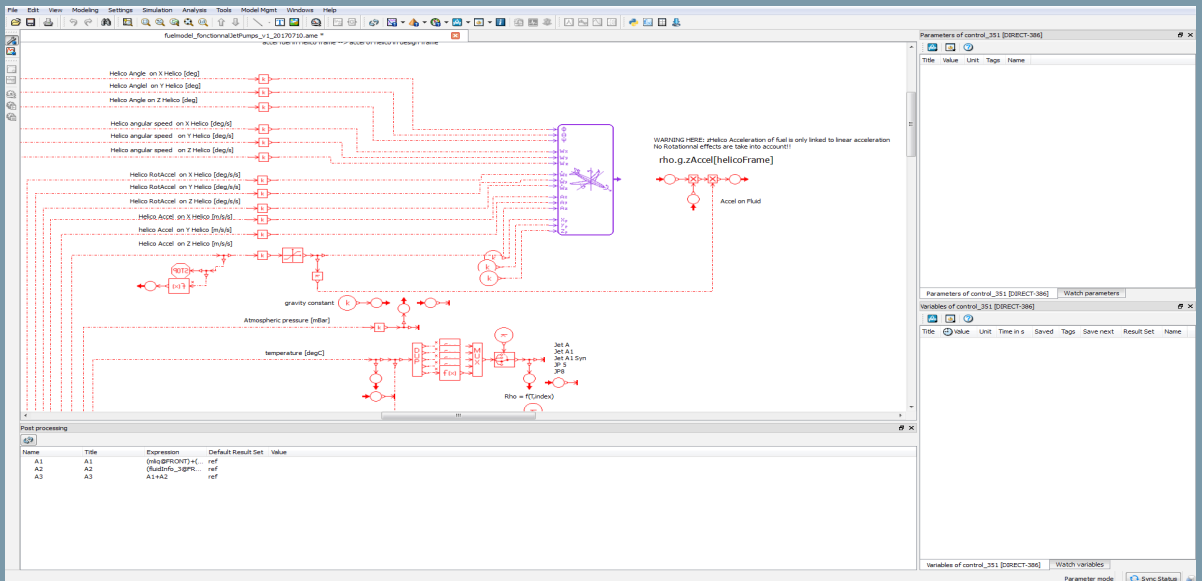 File Edit View Modeling Settings Simulation Analysis Tools Model Mgmt Windows Help
fuelmodel_fonctionnalJetPumps_v1_20170710.ame *
Parameters of control_351 [DIRECT-386]
Title Value Unit Tags Name
Helico Angle on X Helico [deg]
Helico Anglel on Y Helico [deg]
Helico Angle on Z Helico [deg]
Helico angular speed on X Helico [deg/s]
Helico angular speed on Y Helico [deg/s]
Helico angular speed on Z Helico [deg/s]
Helico RotAccel on X Helico [deg/s/s]
Helico RotAccel on Y Helico [deg/s/s]
Helico RotAccel on Z Helico [deg/s/s]
Helico Accel on X Helico [m/s/s]
helico Accel on Y Helico [m/s/s]
Helico Accel on Z Helico [m/s/s]
WARNING HERE: zHelico Acceleration of fuel is only linked to linear acceleration
No Rotationnal effects are take into account!!
rho.g.zAccel[helicoFrame]
Accel on Fluid
STOP
f(x)
gravity constant
k
Atmospheric pressure [mBar]
temperature [degC]
DUP
f(x)
MUX
Jet A
Jet A1
Jet A1 Syn
JP 5
JP8
Rho = f(T,index)
Parameters of control_351 [DIRECT-386] Watch parameters
Variables of control_351 [DIRECT-386]
Title Value Unit Time in s Saved Tags Save next Result Set Name
Post processing
Name Title Expression Default Result Set Value
A1 A1 (mliq@FRONT)+(... ref
A2 A2 (fluidInfo_3@FR... ref
A3 A3 A1+A2 ref
Variables of control_351 [DIRECT-386] Watch variables
Parameter mode Sync Status